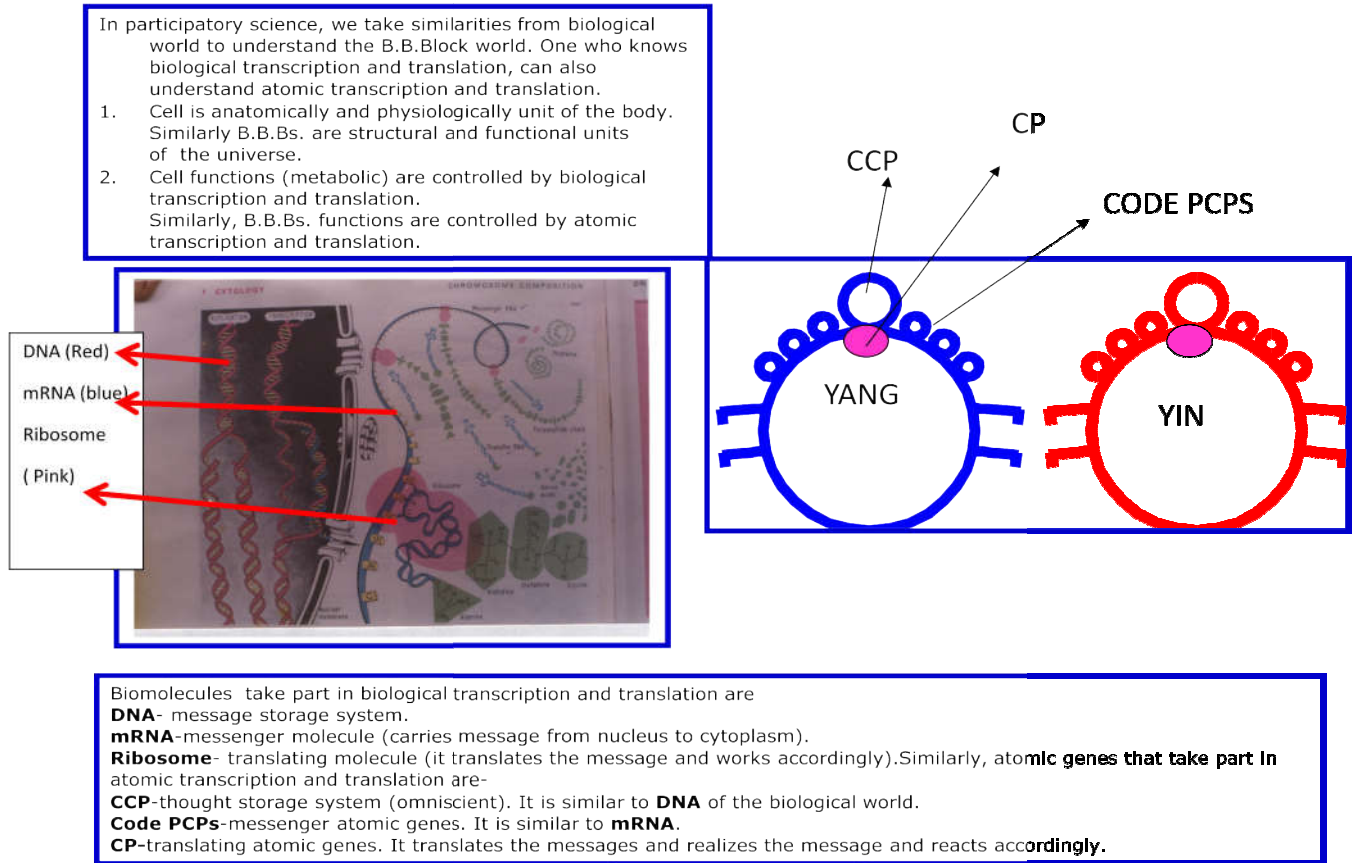 In participatory science, we take similarities from biological
world to understand the B.B.Block world. One who knows
biological transcription and translation, can also
understand atomic transcription and translation.
1. Cell is anatomically and physiologically unit of the body.
Similarly B.B.Bs. are structural and functional units
of the universe.
2. Cell functions (metabolic) are controlled by biological
transcription and translation.
Similarly, B.B.Bs. functions are controlled by atomic
transcription and translation.
CP
CCP
CODE PCPS
YANG
YIN
CYTOLOGY
CHROMOSOME COMPOSITION
DNA (Red)
mRNA (blue)
Ribosome
( Pink)
Biomolecules take part in biological transcription and translation are
DNA- message storage system.
mRNA-messenger molecule (carries message from nucleus to cytoplasm).
Ribosome- translating molecule (it translates the message and works accordingly).Similarly, atomic genes that take part in
atomic transcription and translation are-
CCP-thought storage system (omniscient). It is similar to DNA of the biological world.
Code PCPs-messenger atomic genes. It is similar to mRNA.
CP-translating atomic genes. It translates the messages and realizes the message and reacts accordingly.